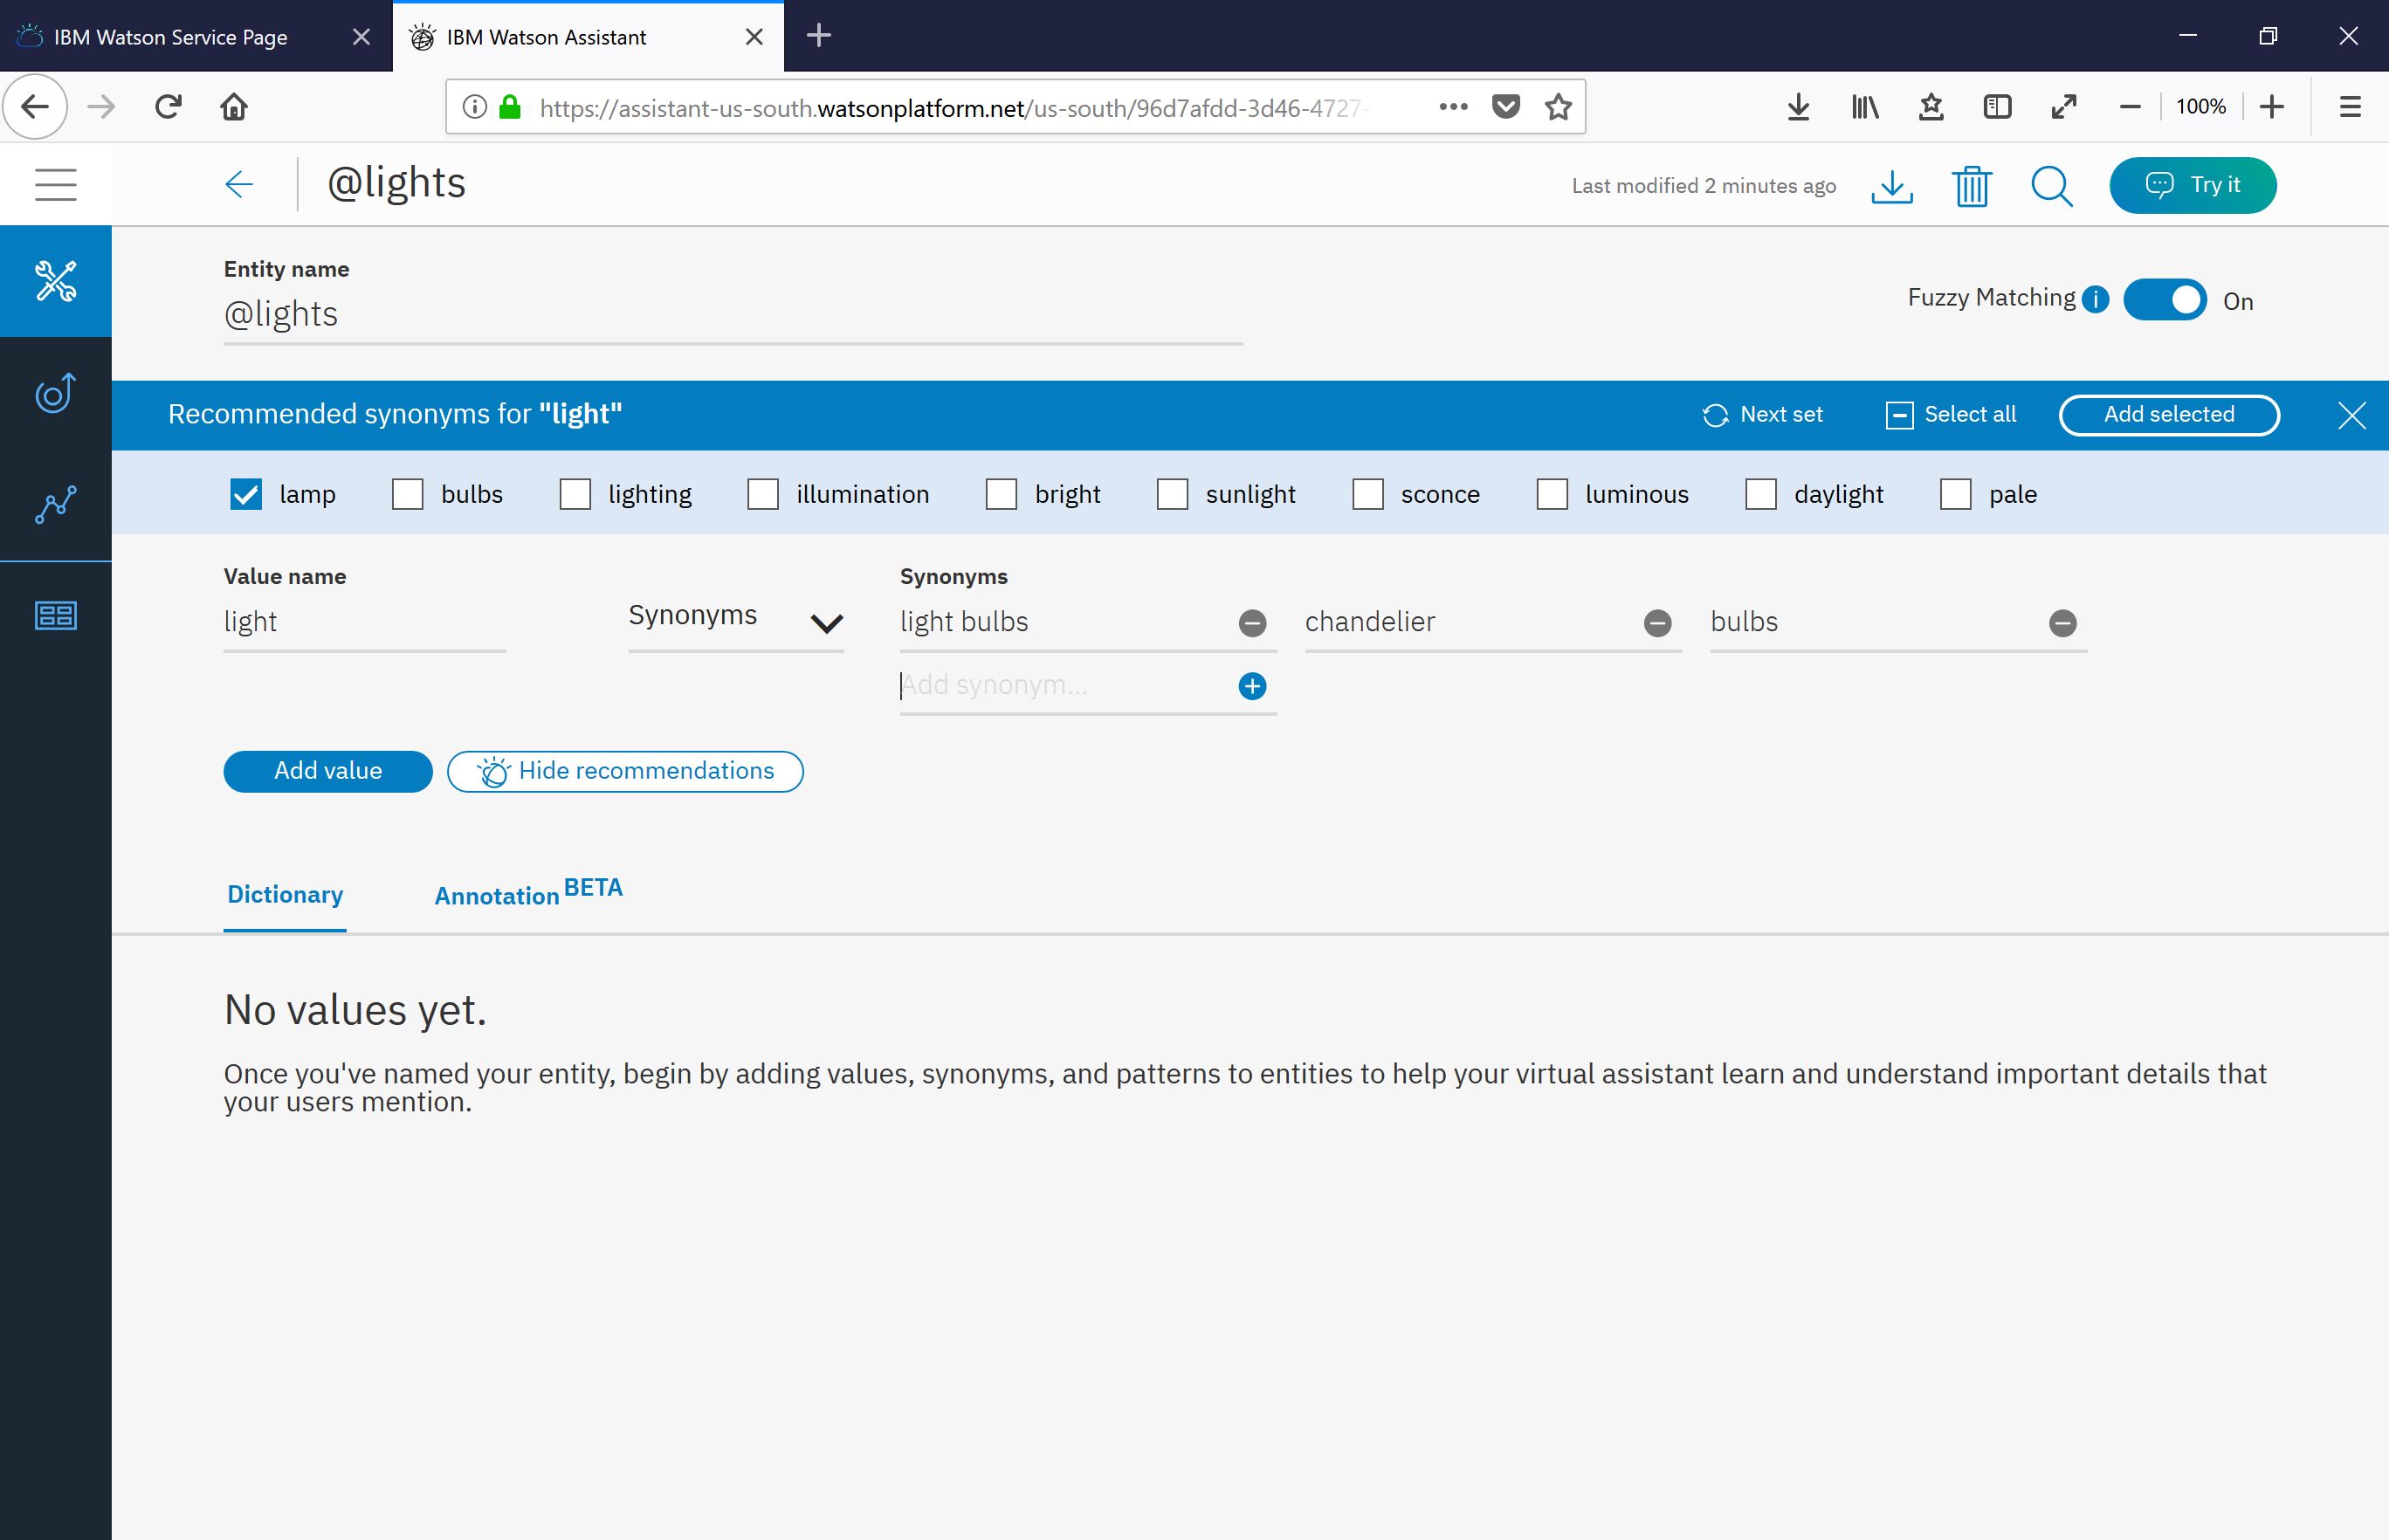 IBM Watson Service Page
IBM Watson Assistant
https://assistant-us-south.watsonplatform.net/us-south/96d7afdd-3d46-4727-
100%
@lights
Last modified 2 minutes ago
Try it
Entity name
@lights
Fuzzy Matching
On
Recommended synonyms for "light"
Next set
Select all
Add selected
lamp bulbs lighting illumination bright sunlight sconce luminous daylight pale
Value name
Synonyms
light
Synonyms
light bulbs
chandelier
bulbs
Add synonym...
Add value
Hide recommendations
Dictionary
Annotation BETA
No values yet.
Once you've named your entity, begin by adding values, synonyms, and patterns to entities to help your virtual assistant learn and understand important details that
your users mention.